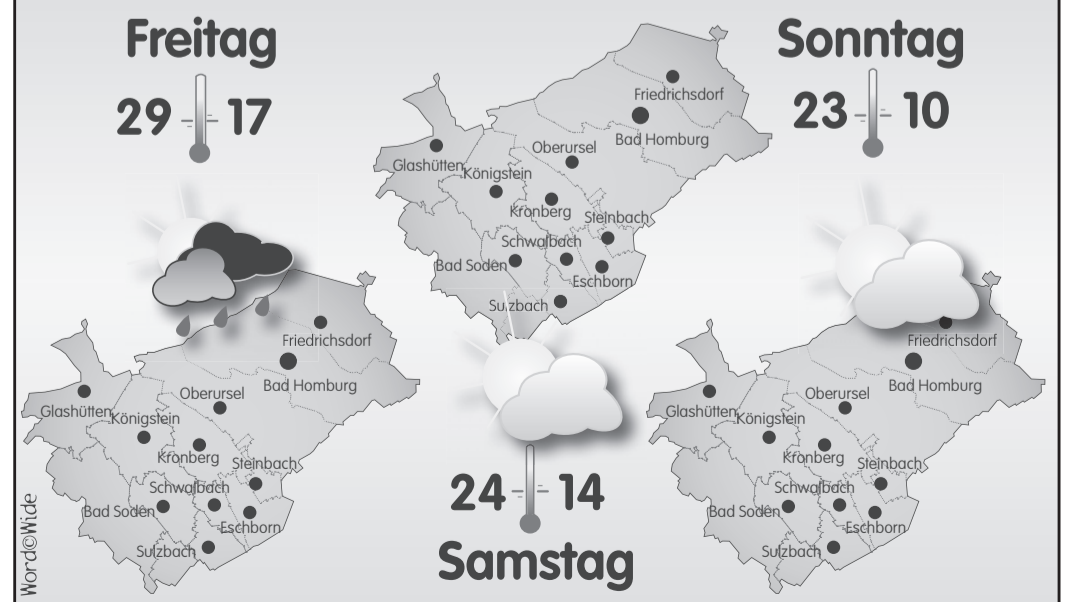 Freitag
29 17
Friedrichsdorf
Bad Homburg
Oberursel
Glashütten
Königstein
Kronberg
Steinbach
Schwalbach
Bad Soden
Eschborn
Sulzbach
Friedrichsdorf
Bad Homburg
Oberursel
Glashütten
Königstein
Kronberg
Steinbach
Schwalbach
Bad Soden
Eschborn
Sulzbach
24 14
Samstag
Sonntag
23 10
Friedrichsdorf
Bad Homburg
Oberursel
Glashütten
Königstein
Kronberg
Steinbach
Schwalbach
Bad Soden
Eschborn
Sulzbach
Word©Wide